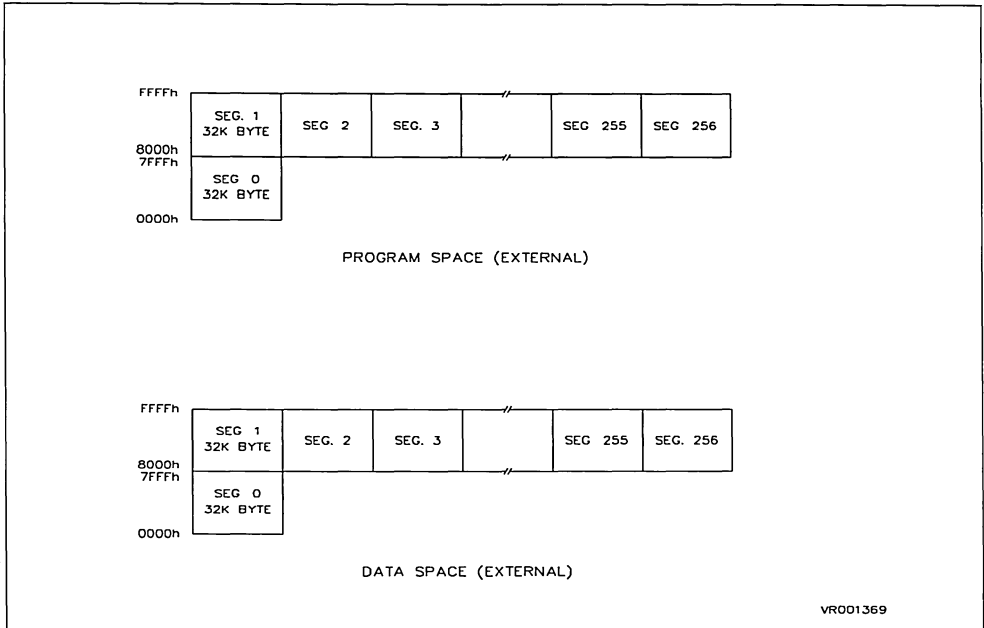 FFFFh
SEG. 1
32K BYTE
SEG 2
SEG. 3
SEG 255
SEG 256
8000h
7FFFh
SEG 0
32K BYTE
0000h
PROGRAM SPACE (EXTERNAL)
FFFFh
SEG 1
32K BYTE
SEG. 2
SEG. 3
SEG 255
SEG. 256
8000h
7FFFh
SEG 0
32K BYTE
0000h
DATA SPACE (EXTERNAL)
VR001369